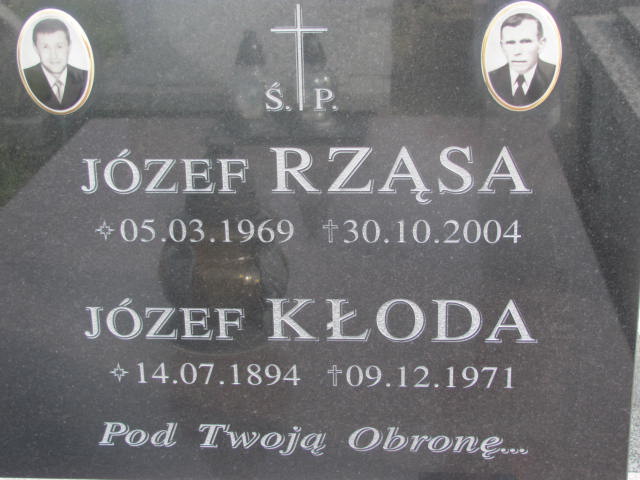 Ś. P.
JÓZEF RZĄSA
05.03.1969 †30.10.2004
JÓZEF KŁODA
14.07.1894 †09.12.1971
Pod Twoją Obronę...